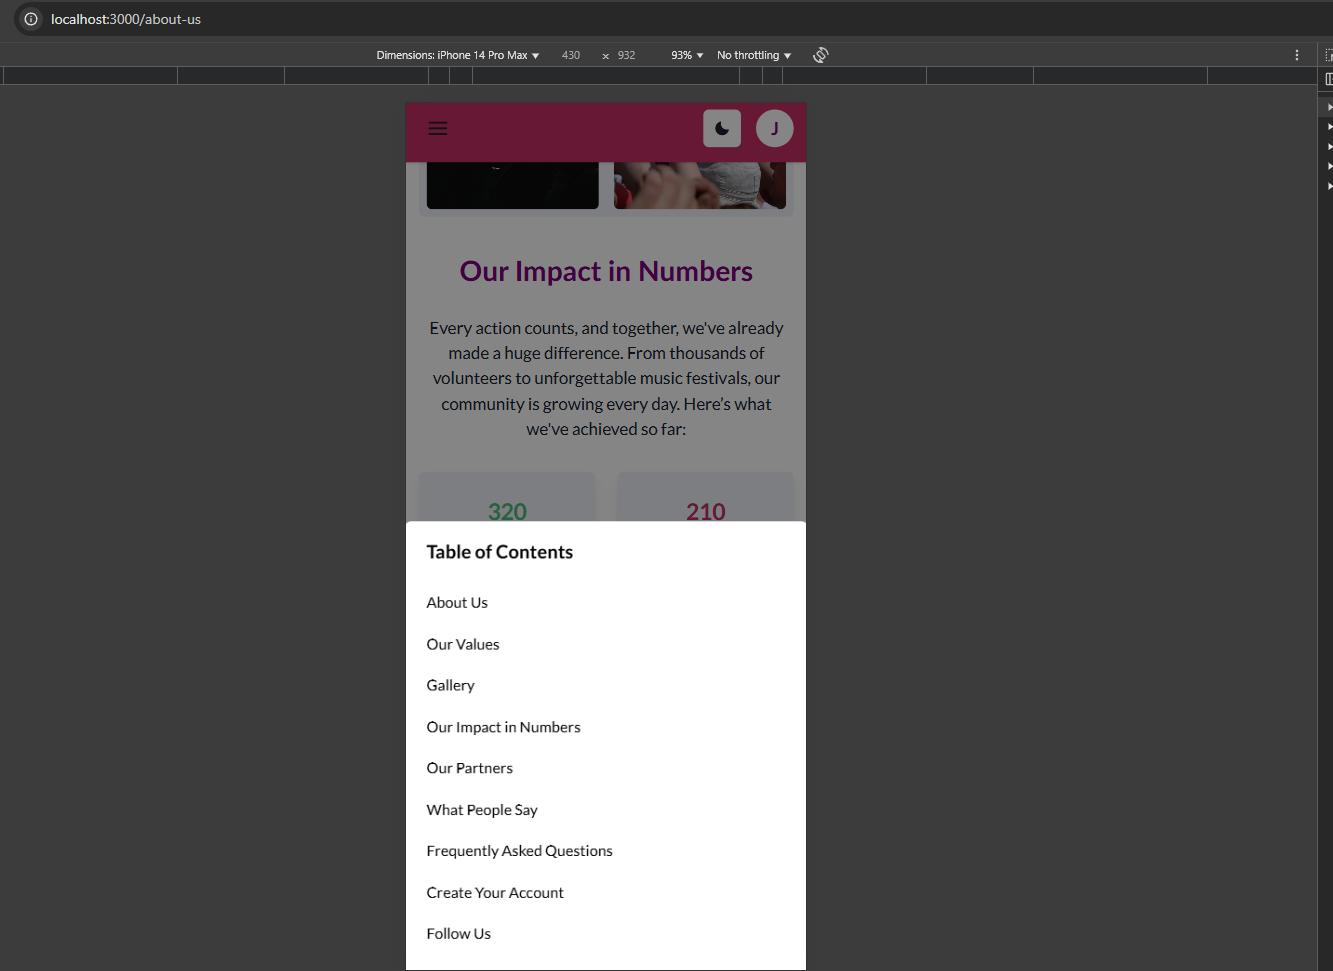 localhost:3000/about-us
Dimensions: iPhone 14 Pro Max 430 × 932 93% No throttling
J
Our Impact in Numbers
Every action counts, and together, we've already
made a huge difference. From thousands of
volunteers to unforgettable music festivals, our
community is growing every day. Here’s what
we've achieved so far:
320 210
Table of Contents
About Us
Our Values
Gallery
Our Impact in Numbers
Our Partners
What People Say
Frequently Asked Questions
Create Your Account
Follow Us